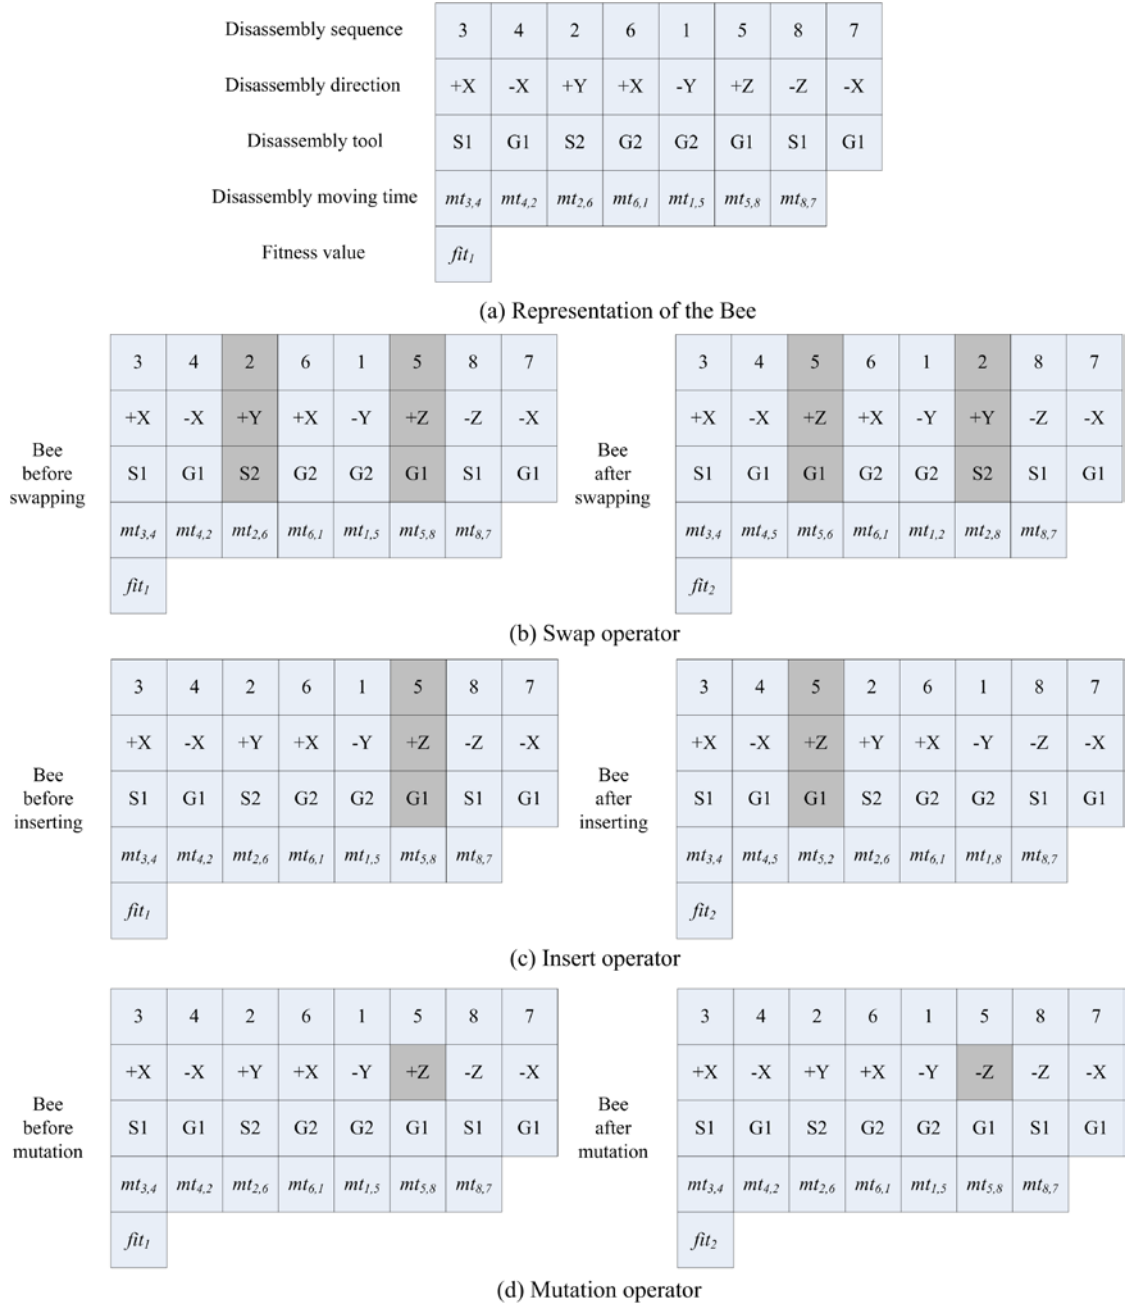 Disassembly sequence 3 4 2 6 1 5 8 7
Disassembly direction +X -X +Y +X -Y +Z -Z -X
Disassembly tool S1 G1 S2 G2 G2 G1 S1 G1
Disassembly moving time mt3,4 mt4,2 mt2,6 mt6,1 mt1,5 mt5,8 mt8,7
Fitness value fit1
(a) Representation of the Bee
Bee
before
swapping
3 4 2 6 1 5 8 7
+X -X +Y +X -Y +Z -Z -X
S1 G1 S2 G2 G2 G1 S1 G1
mt3,4 mt4,2 mt2,6 mt6,1 mt1,5 mt5,8 mt8,7
fit1
Bee
after
swapping
3 4 5 6 1 2 8 7
+X -X +Z +X -Y +Y -Z -X
S1 G1 G1 G2 G2 S2 S1 G1
mt3,4 mt4,5 mt5,6 mt6,1 mt1,2 mt2,8 mt8,7
fit2
(b) Swap operator
Bee
before
inserting
3 4 2 6 1 5 8 7
+X -X +Y +X -Y +Z -Z -X
S1 G1 S2 G2 G2 G1 S1 G1
mt3,4 mt4,2 mt2,6 mt6,1 mt1,5 mt5,8 mt8,7
fit1
Bee
after
inserting
3 4 5 2 6 1 8 7
+X -X +Z +Y +X -Y -Z -X
S1 G1 G1 S2 G2 G2 S1 G1
mt3,4 mt4,5 mt5,2 mt2,6 mt6,1 mt1,8 mt8,7
fit2
(c) Insert operator
Bee
before
mutation
3 4 2 6 1 5 8 7
+X -X +Y +X -Y +Z -Z -X
S1 G1 S2 G2 G2 G1 S1 G1
mt3,4 mt4,2 mt2,6 mt6,1 mt1,5 mt5,8 mt8,7
fit1
Bee
after
mutation
3 4 2 6 1 5 8 7
+X -X +Y +X -Y -Z -Z -X
S1 G1 S2 G2 G2 G1 S1 G1
mt3,4 mt4,2 mt2,6 mt6,1 mt1,5 mt5,8 mt8,7
fit2
(d) Mutation operator